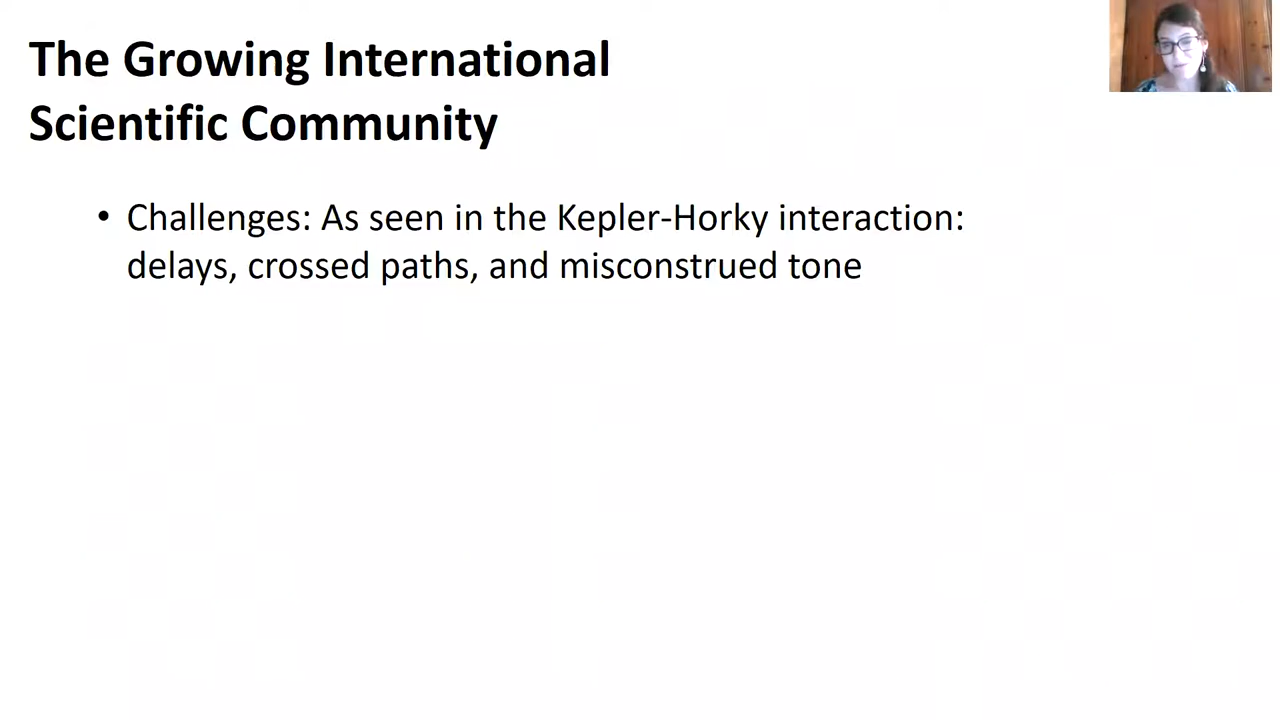 The Growing International
Scientific Community
• Challenges: As seen in the Kepler-Horky interaction:
delays, crossed paths, and misconstrued tone